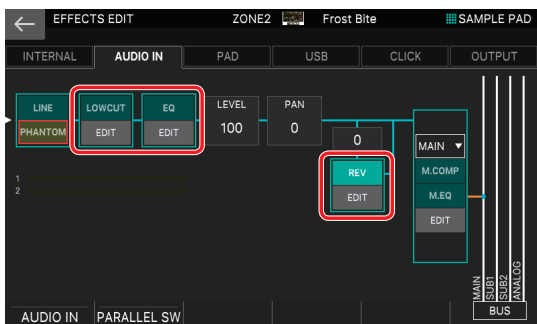 EFFECTS EDIT ZONE2 Frost Bite SAMPLE PAD
INTERNAL AUDIO IN PAD USB CLICK OUTPUT
LINE LOWCUT EQ LEVEL PAN
PHANTOM EDIT EDIT 100 0
0
MAIN
REV
M.COMP
EDIT
M.EQ
EDIT
1
2
MAIN
SUB1
SUB2
ANALOG
BUS
AUDIO IN PARALLEL SW